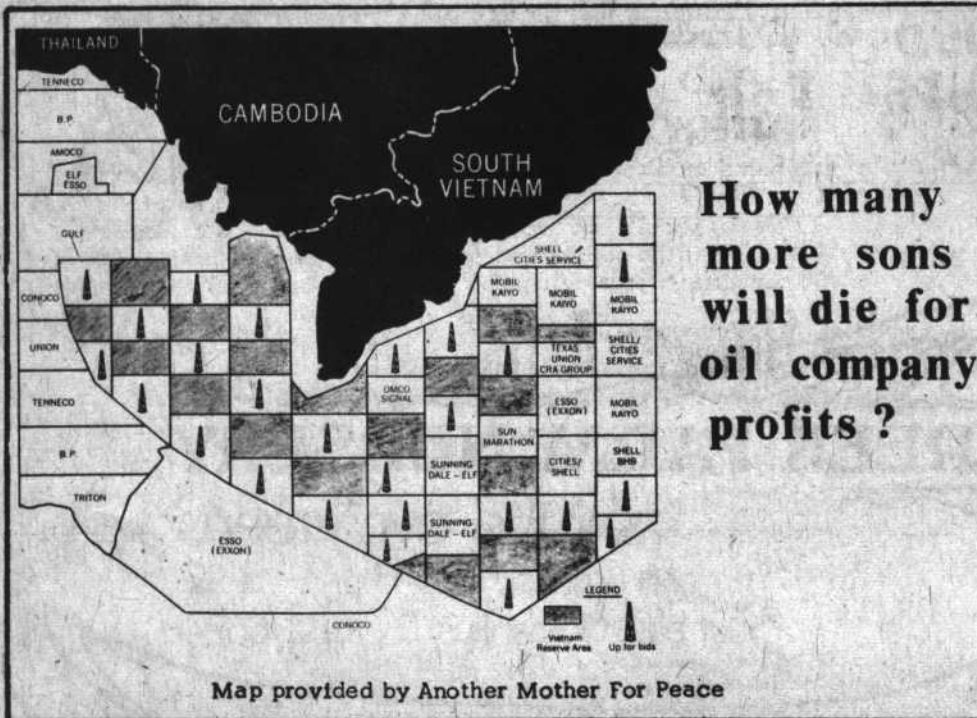 THAILAND
TENNECO
B.P.
AMOCO
ELF
ESSO
GULF
CONOCO
UNION
TENNECO
B.P.
TRITON
CAMBODIA
SOUTH
VIETNAM
ESSO
(EXXON)
CONOCO
OMCO
SIGNAL
SUNNING
DALE - ELF
SUNNING
DALE - ELF
SHELL
CITIES SERVICE
MOBIL
KAIYO
SUN
MARATHON
MOBIL
KAIYO
TEXAS
UNION
CRA GROUP
ESSO
(EXXON)
CITIES/
SHELL
MOBIL
KAIYO
SHELL/
CITIES
SERVICE
MOBIL
KAIYO
SHELL
BHB
LEGEND
Vietnam
Reserve Area
Up for bids
How many
more sons
will die for
oil company
profits ?
Map provided by Another Mother For Peace